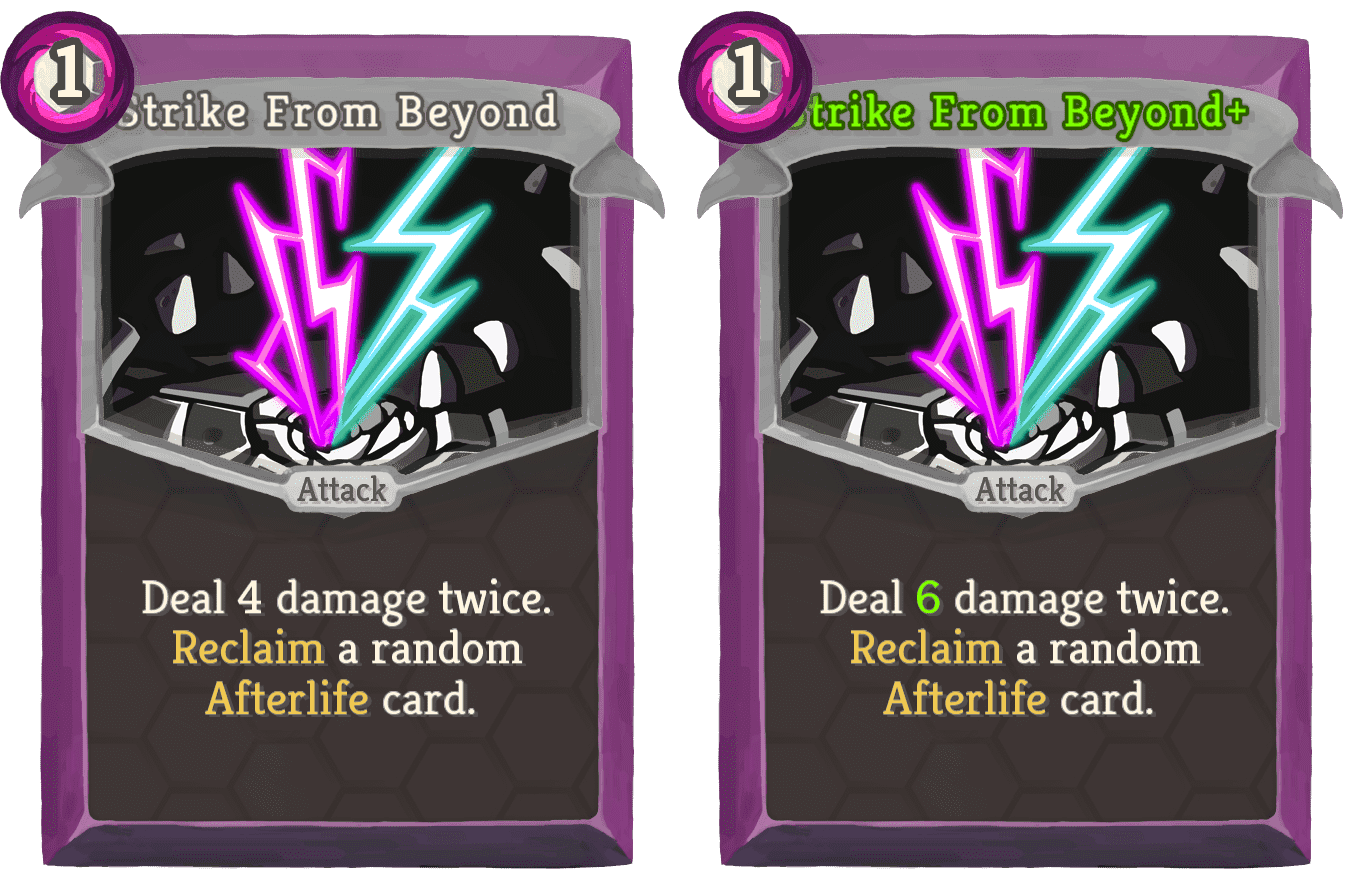 1
Strike From Beyond
Attack
Deal 4 damage twice.
Reclaim a random
Afterlife card.
1
Strike From Beyond+
Attack
Deal 6 damage twice.
Reclaim a random
Afterlife card.